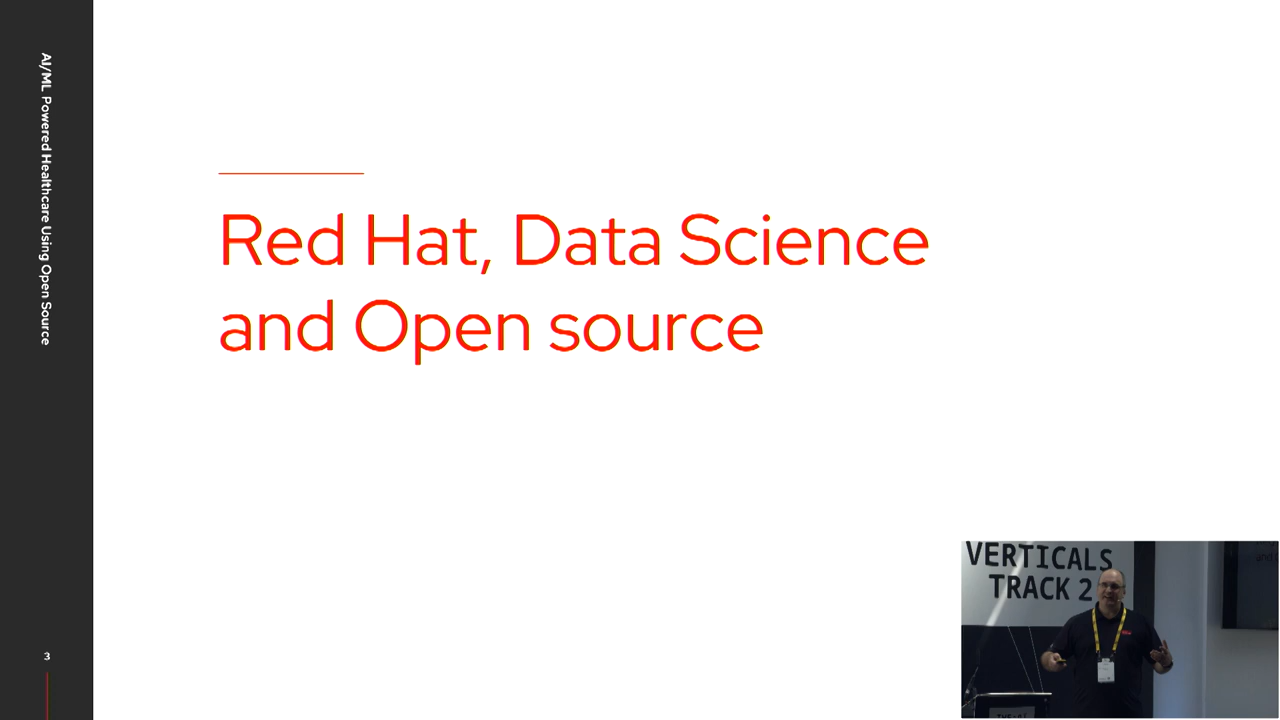 AI/ML Powered Healthcare Using Open Source
Red Hat, Data Science
and Open source
3
VERTICALS
TRACK 2